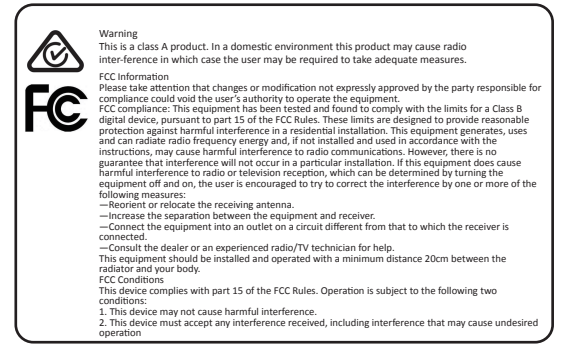 Warning
This is a class A product. In a domestic environment this product may cause radio
inter-ference in which case the user may be required to take adequate measures.
FCC Information
Please take attention that changes or modification not expressly approved by the party responsible for
compliance could void the user's authority to operate the equipment.
FC
FCC compliance: This equipment has been tested and found to comply with the limits for a Class B
digital device, pursuant to part 15 of the FCC Rules. These limits are designed to provide reasonable
protection against harmful interference in a residential installation. This equipment generates, uses
and can radiate radio frequency energy and, if not installed and used in accordance with the
instructions, may cause harmful interference to radio communications. However, there is no
guarantee that interference will not occur in a particular installation. If this equipment does cause
harmful interference to radio or television reception, which can be determined by turning the
equipment off and on, the user is encouraged to try to correct the interference by one or more of the
following measures:
—Reorient or relocate the receiving antenna.
—Increase the separation between the equipment and receiver.
—Connect the equipment into an outlet on a circuit different from that to which the receiver is
connected.
—Consult the dealer or an experienced radio/TV technician for help.
This equipment should be installed and operated with a minimum distance 20cm between the
radiator and your body.
FCC Conditions
This device complies with part 15 of the FCC Rules. Operation is subject to the following two
conditions:
1. This device may not cause harmful interference.
2. This device must accept any interference received, including interference that may cause undesired
operation